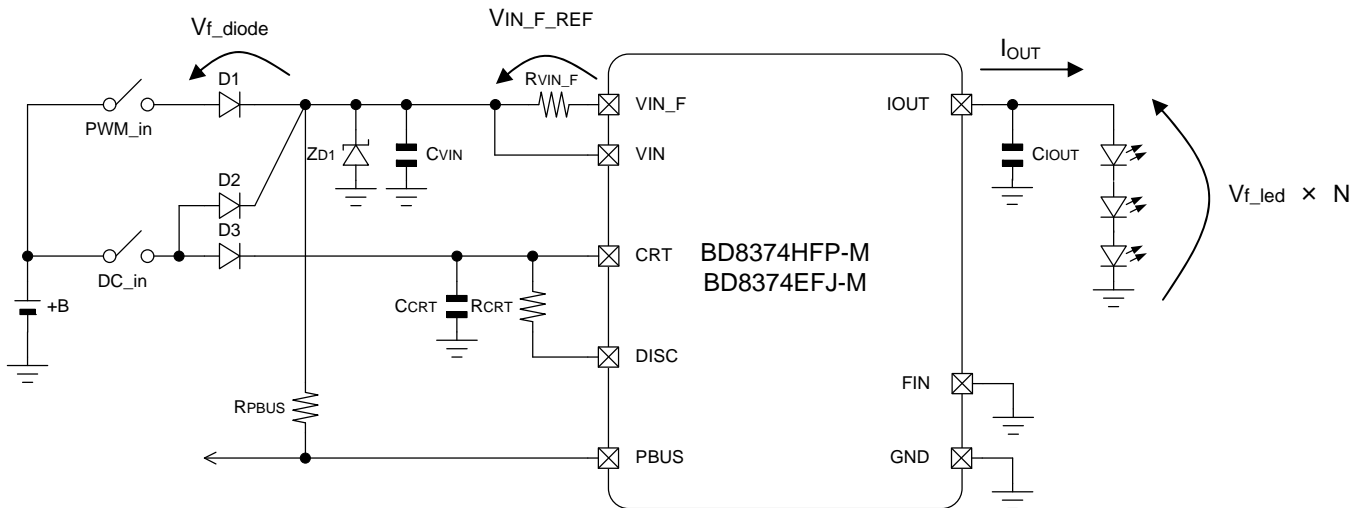 Vf_diode
VIN_F_REF
IOUT
D1
RVIN_F
VIN_F
IOUT
PWM_in
ZD1
CVIN
VIN
CIOUT
D2
Vf_led × N
D3
DC_in
CRT
BD8374HFP-M
BD8374EFJ-M
+B
CCRT
RCRT
DISC
FIN
RPBUS
PBUS
GND